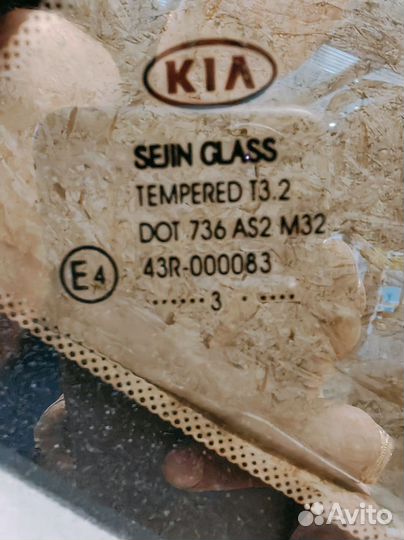 KIA
SEJIN GLASS
TEMPERED T3.2
DOT 736 AS2 M32
E4 43R-000083
...... 3 . ....
Avito